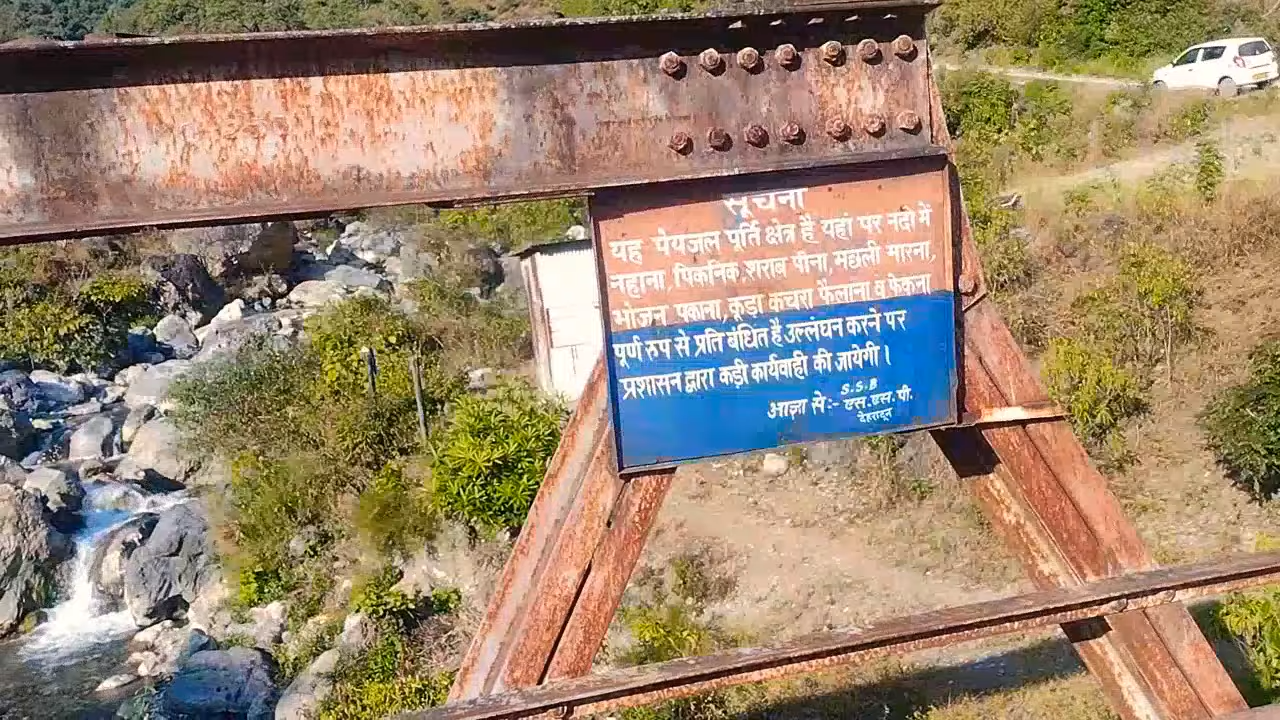 सूचना
यह पेयजल पूर्ति क्षेत्र है यहां पर नदी में
नहाना, पिकनिक, शराब पीना, मछली मारना,
भोजन पकाना, कूड़ा कचरा फैलाना व फेकना
पूर्ण रुप से प्रति बंधित है उल्लंघन करने पर
प्रशासन द्वारा कड़ी कार्यवाही की जायेगी।
S.S.B
आज्ञा से:- एस.एस.पी.
देहरादून